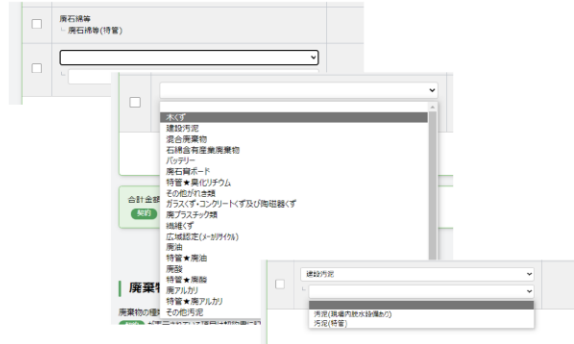 廃石綿等
廃石綿等(特管)
木くず
建設汚泥
混合廃棄物
石綿含有産業廃棄物
バッテリー
廃石膏ボード
特管★臭化リチウム
その他がれき類
ガラスくず・コンクリートくず及び陶磁器くず
廃プラスチック類
繊維くず
広域認定(メーカリサイクル)
廃油
特管★廃油
廃酸
特管★廃酸
廃アルカリ
特管★廃アルカリ
その他汚泥
合計金額
契約
廃棄
廃棄物の種
建設汚泥
汚泥(現場内脱水設備あり)
汚泥(特管)